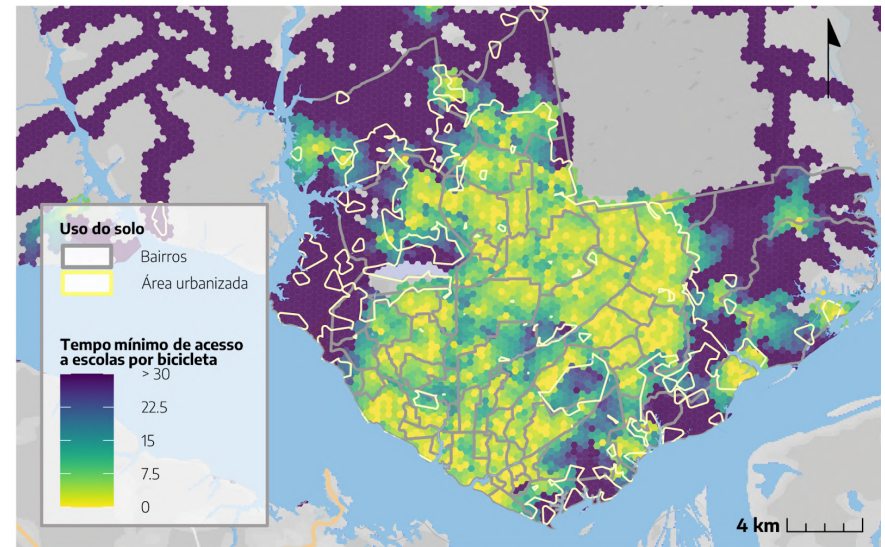 Uso do solo
Bairros
Área urbanizada
Tempo mínimo de acesso
a escolas por bicicleta
> 30
22.5
15
7.5
0
4 km